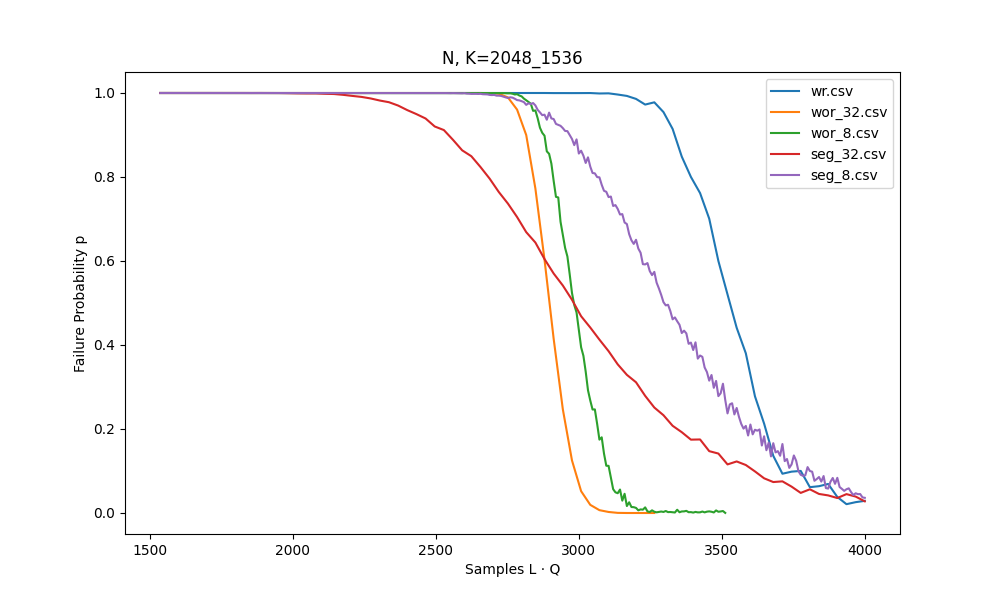 N, K=2048_1536
Failure Probability p
1.0
0.8
0.6
0.4
0.2
0.0
wr.csv
wor_32.csv
wor_8.csv
seg_32.csv
seg_8.csv
1500
2000
2500
3000
3500
4000
Samples L · Q